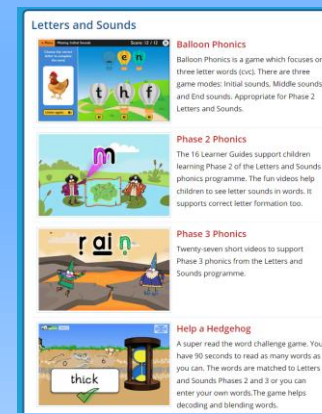 Letters and Sounds
Balloon Phonics
Balloon Phonics is a game which focuses on
three letter words (cvc). There are three
game modes: Initial sounds, Middle sounds
and End sounds. Appropriate for Phase 2
Letters and Sounds.
Score: 12 / 12
e n
t h f
Phase 2 Phonics
The 16 Learner Guides support children
learning Phase 2 of the Letters and Sounds
phonics programme. The fun videos help
children to see letter sounds in words. It
supports correct letter formation too.
m
Phase 3 Phonics
Twenty-seven short videos to support
Phase 3 phonics from the Letters and
Sounds programme.
rain
Help a Hedgehog
A super read the word challenge game. You
have 90 seconds to read as many words as
you can. The words are matched to Letters
and Sounds Phases 2 and 3 or you can
enter your own words.The game helps
decoding and blending words.
thick